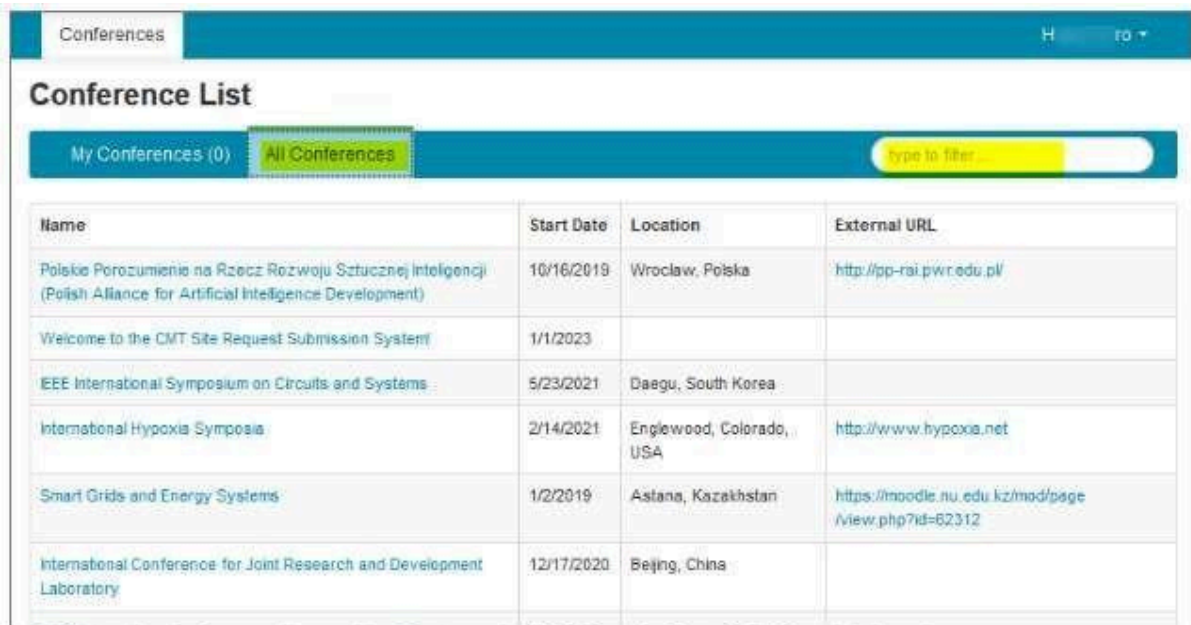 Conferences
H ro
Conference List
My Conferences (0) All Conferences type to filter...
Name Start Date Location External URL
Polskie Porozumienie na Rzecz Rozwoju Sztucznej Inteligencji 10/16/2019 Wroclaw, Polska http://pp-rai.pwr.edu.pl/
(Polish Alliance for Artificial Intelligence Development)
Welcome to the CMT Site Request Submission System! 1/1/2023
IEEE International Symposium on Circuits and Systems 5/23/2021 Daegu, South Korea
International Hypoxia Symposia 2/14/2021 Englewood, Colorado, http://www.hypoxia.net
USA
Smart Grids and Energy Systems 1/2/2019 Astana, Kazakhstan https://moodle.nu.edu.kz/mod/page
/view.php?id=62312
International Conference for Joint Research and Development 12/17/2020 Beijing, China
Laboratory